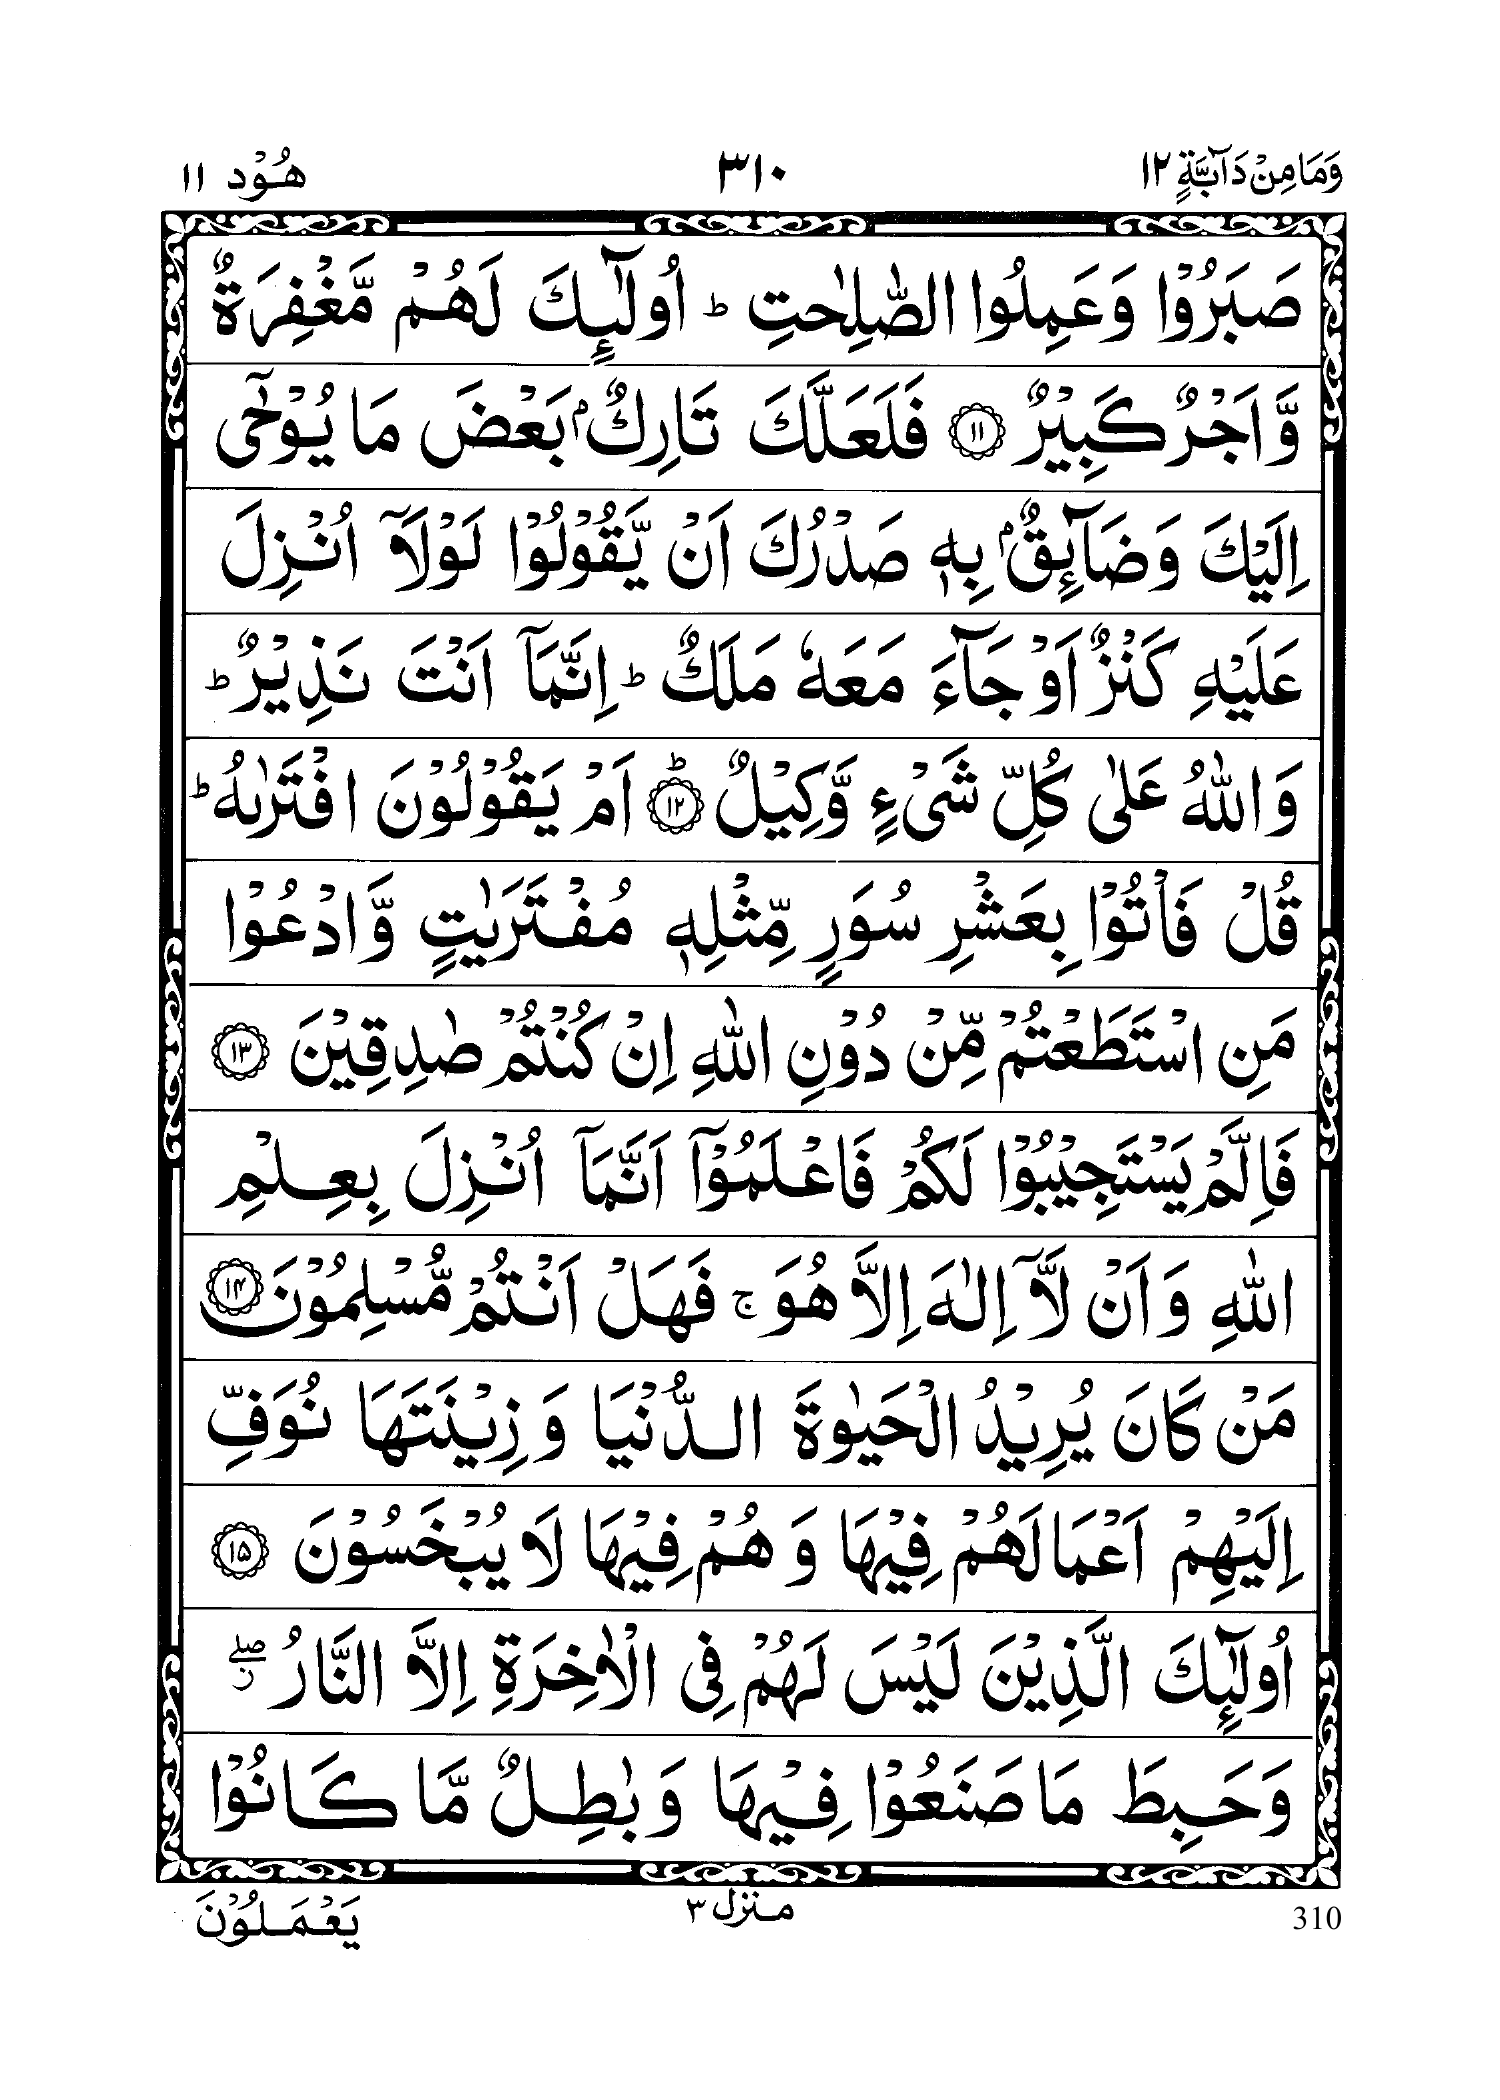 وَمَا مِنْ دَآبَّةٍ ١٢ ٣١٠ هُوْد ١١
صَبَرُوْا وَعَمِلُوا الصّٰلِحٰتِ ؕ اُولٰٓئِكَ لَهُمْ مَّغْفِرَةٌ
وَّاَجْرٌ كَبِيْرٌ ﴿١١﴾ فَلَعَلَّكَ تَارِكٌۢ بَعْضَ مَا يُوْحٰٓى
اِلَيْكَ وَضَآئِقٌۢ بِهٖ صَدْرُكَ اَنْ يَّقُوْلُوْا لَوْلَاۤ اُنْزِلَ
عَلَيْهِ كَنْزٌ اَوْ جَآءَ مَعَهٗ مَلَكٌ ؕ اِنَّمَاۤ اَنْتَ نَذِيْرٌ ؕ
وَاللّٰهُ عَلٰى كُلِّ شَىْءٍ وَّكِيْلٌ ﴿١٢﴾ؕ اَمْ يَقُوْلُوْنَ افْتَرٰىهُ ؕ
قُلْ فَاْتُوْا بِعَشْرِ سُوَرٍ مِّثْلِهٖ مُفْتَرَيٰتٍ وَّادْعُوْا
مَنِ اسْتَطَعْتُمْ مِّنْ دُوْنِ اللّٰهِ اِنْ كُنْتُمْ صٰدِقِيْنَ ﴿١٣﴾
فَاِلَّمْ يَسْتَجِيْبُوْا لَكُمْ فَاعْلَمُوْۤا اَنَّمَاۤ اُنْزِلَ بِعِلْمِ
اللّٰهِ وَاَنْ لَّاۤ اِلٰهَ اِلَّا هُوَ ۚ فَهَلْ اَنْتُمْ مُّسْلِمُوْنَ ﴿١٤﴾
مَنْ كَانَ يُرِيْدُ الْحَيٰوةَ الدُّنْيَا وَزِيْنَتَهَا نُوَفِّ
اِلَيْهِمْ اَعْمَالَهُمْ فِيْهَا وَهُمْ فِيْهَا لَا يُبْخَسُوْنَ ﴿١٥﴾
اُولٰٓئِكَ الَّذِيْنَ لَيْسَ لَهُمْ فِى الْاٰخِرَةِ اِلَّا النَّارُ ۖز
وَحَبِطَ مَا صَنَعُوْا فِيْهَا وَبٰطِلٌ مَّا كَانُوْا
310 منزل ٣ يَعْمَلُوْنَ